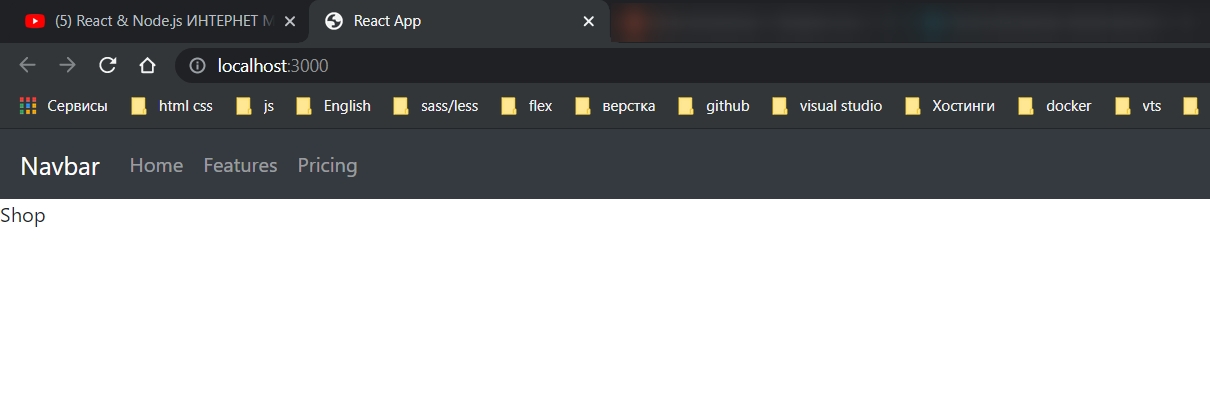 (5) React & Node.js ИНТЕРНЕТ М
React App
localhost:3000
Сервисы html css js English sass/less flex верстка github visual studio Хостинги docker vts
Navbar Home Features Pricing
Shop